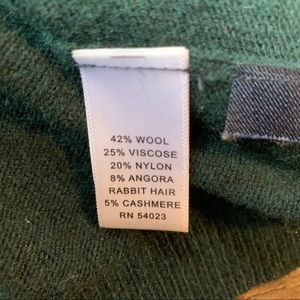 42% WOOL
25% VISCOSE
20% NYLON
8% ANGORA
RABBIT HAIR
5% CASHMERE
RN 54023